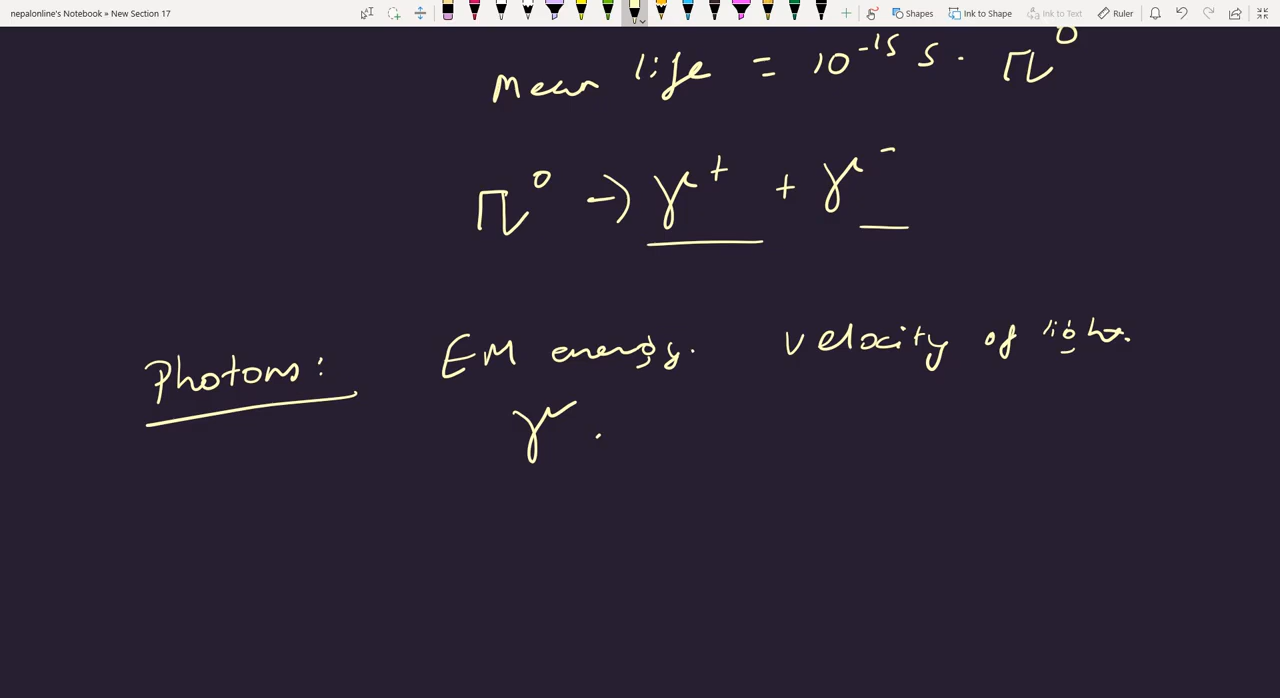 nepalonline's Notebook » New Section 17
Shapes Ink to Shape Ink to Text Ruler
Mean life = 10⁻¹⁵ s. π⁰
π⁰ → γ⁺ + γ⁻
Photons: EM energy. velocity of light.
γ.